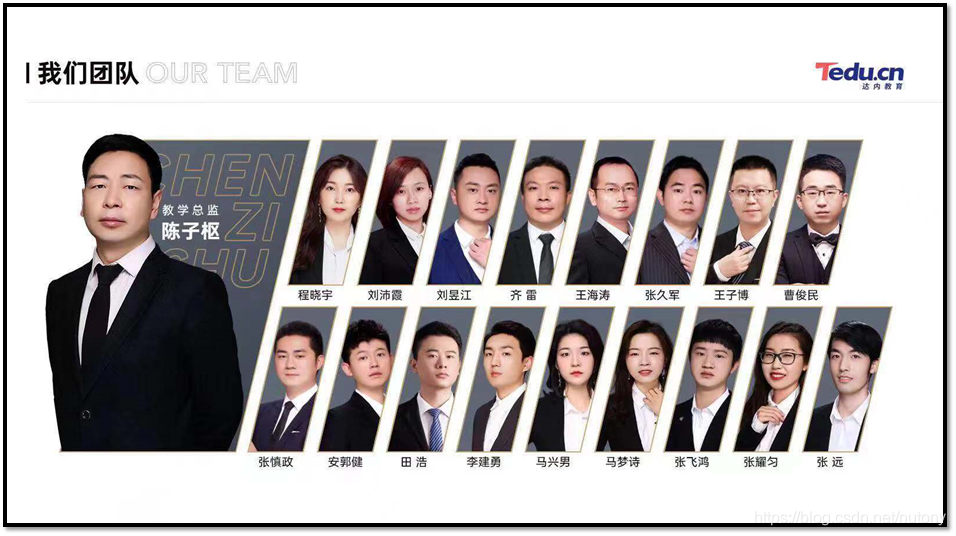 我们团队 OUR TEAM
Tedu.cn
达内教育
CHEN
教学总监
陈子枢 ZI
SHU
程晓宇 刘沛霞 刘昱江 齐 雷 王海涛 张久军 王子博 曹俊民
张慎政 安郭健 田 浩 李建勇 马兴男 马梦诗 张飞鸿 张耀匀 张 远
https://blog.csdn.net/qutony